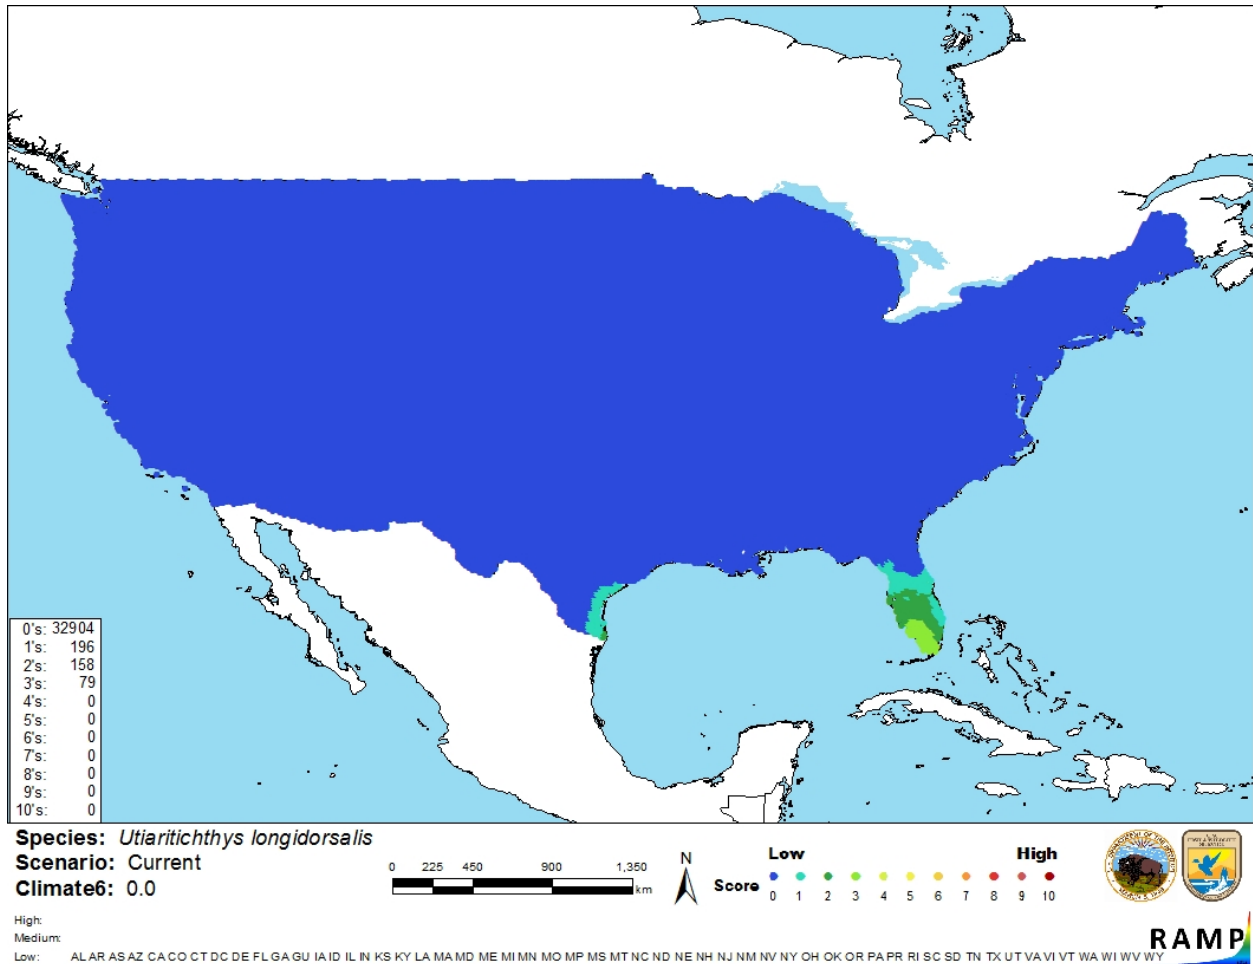 0's: 32904
1's: 196
2's: 158
3's: 79
4's: 0
5's: 0
6's: 0
7's: 0
8's: 0
9's: 0
10's: 0
Species: Utiaritichthys longidorsalis
Scenario: Current
Climate6: 0.0
0 225 450 900 1,350
km
N
Low High
Score
0 1 2 3 4 5 6 7 8 9 10
High:
Medium:
Low: AL AR AS AZ CA CO CT DC DE FL GA GU IA ID IL IN KS KY LA MA MD ME MI MN MO MP MS MT NC ND NE NH NJ NM NV NY OH OK OR PA PR RI SC SD TN TX UT VA VI VT WA WI WV WY
RAMP